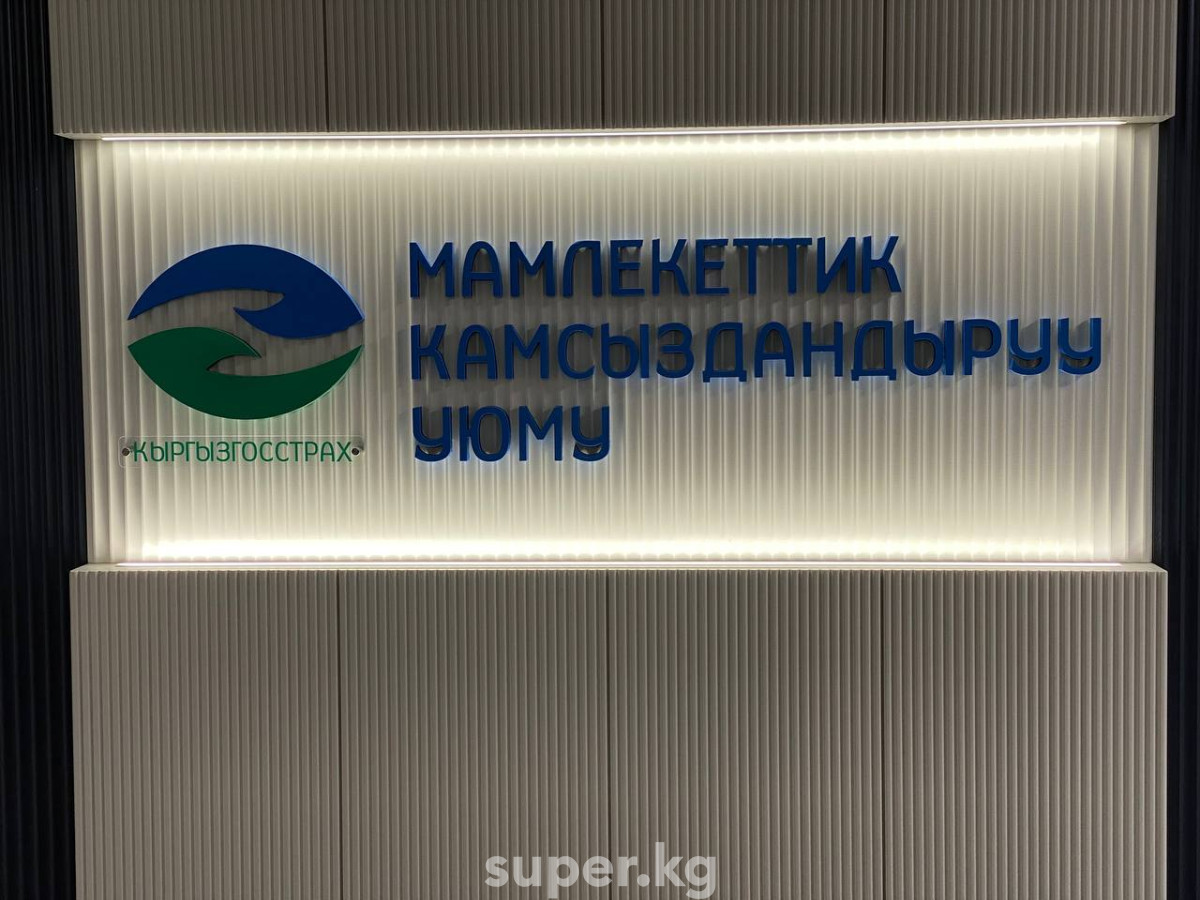 МАМЛЕКЕТТИК
КАМСЫЗДАНДЫРУУ
УЮМУ
КЫРГЫЗГОССТРАХ
super.kg